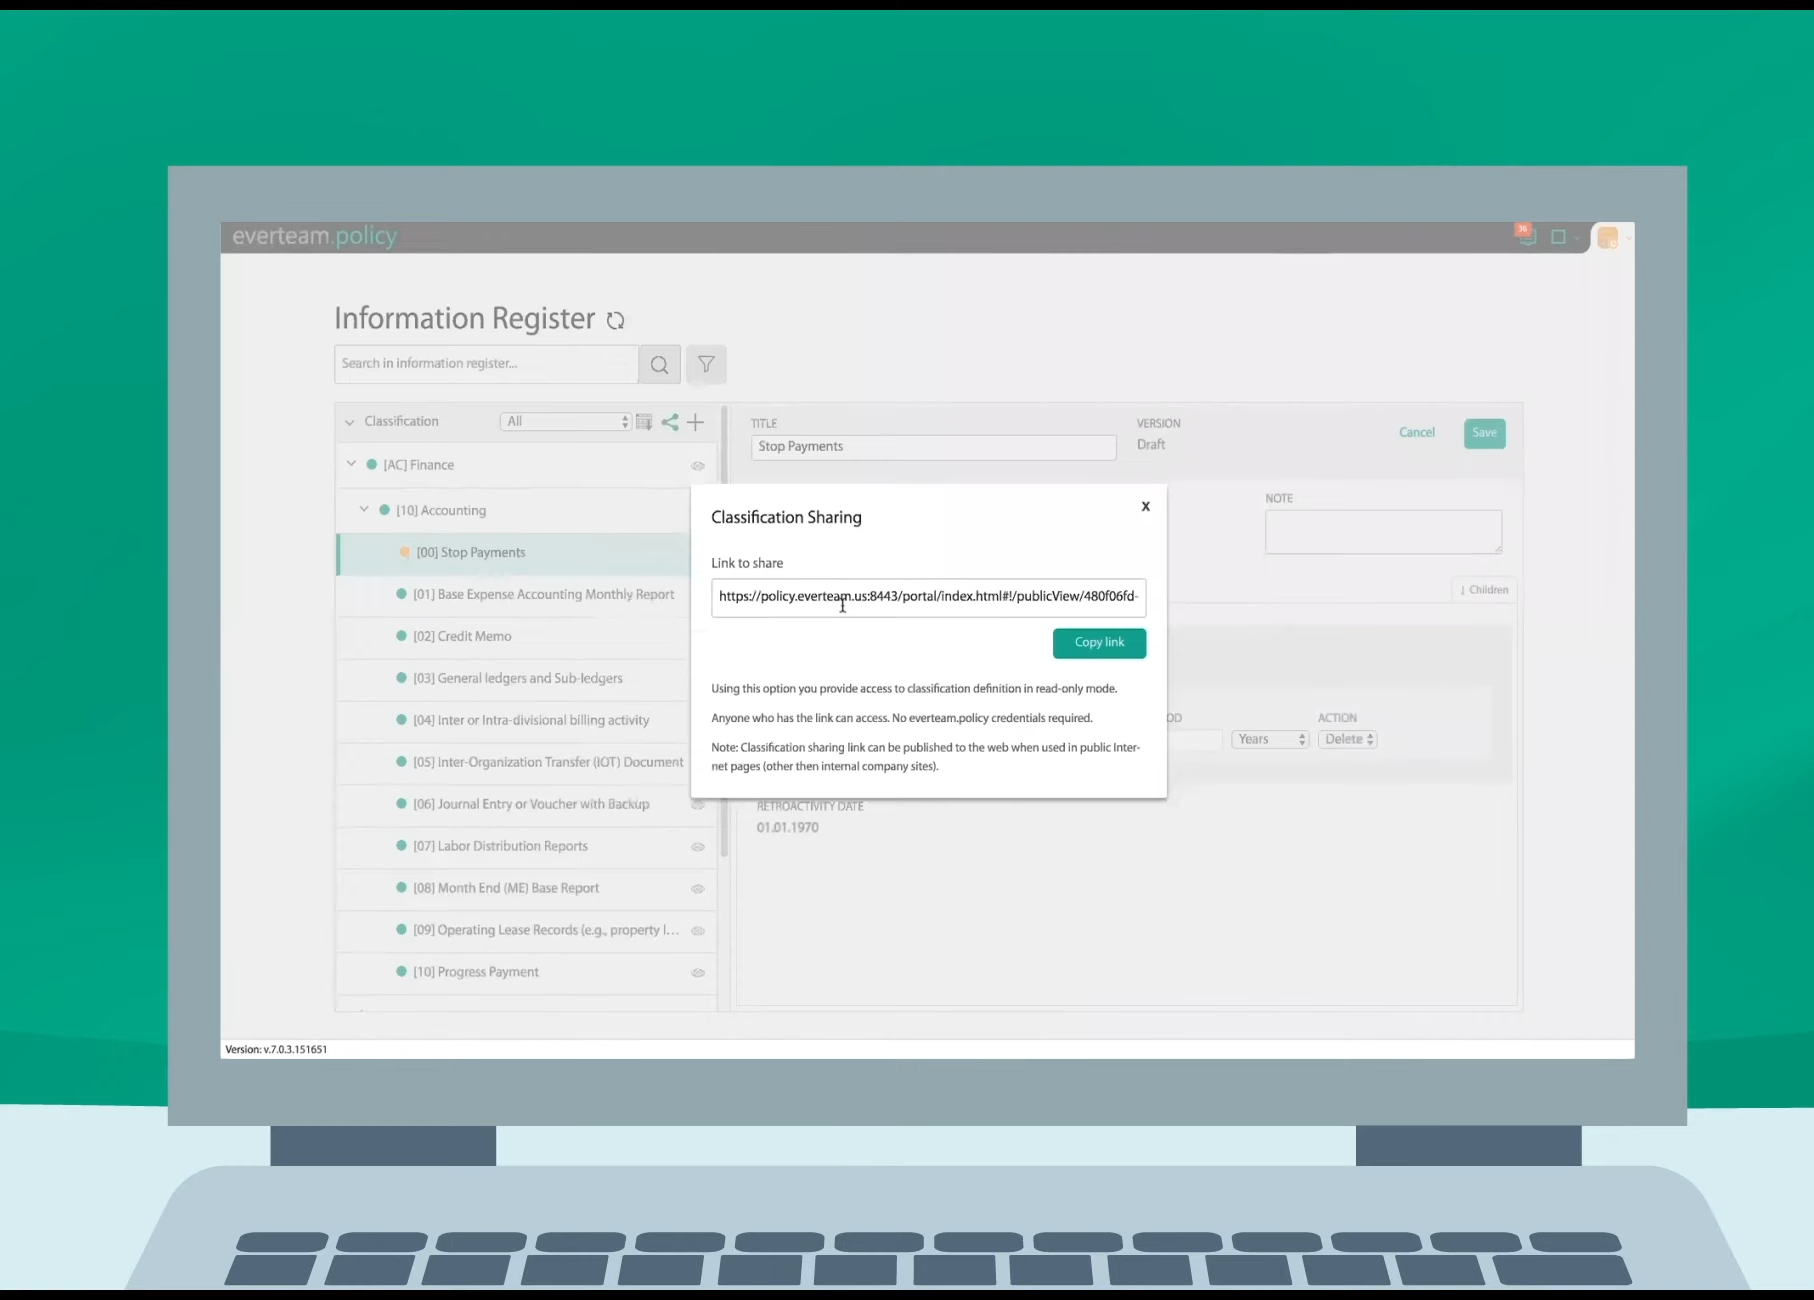 everteam.policy
36
Information Register
Search in information register...
Classification
All
[AC] Finance
[10] Accounting
[00] Stop Payments
[01] Base Expense Accounting Monthly Report
[02] Credit Memo
[03] General ledgers and Sub-ledgers
[04] Inter or Intra-divisional billing activity
[05] Inter-Organization Transfer (IOT) Document
[06] Journal Entry or Voucher with Backup
[07] Labor Distribution Reports
[08] Month End (ME) Base Report
[09] Operating Lease Records (e.g., property l...
[10] Progress Payment
TITLE
Stop Payments
VERSION
Draft
Cancel
Save
NOTE
Children
Classification Sharing
x
Link to share
https://policy.everteam.us:8443/portal/index.html#!/publicView/480f06fd-
Copy link
Using this option you provide access to classification definition in read-only mode.
Anyone who has the link can access. No everteam.policy credentials required.
Note: Classification sharing link can be published to the web when used in public Inter-
net pages (other then internal company sites).
OD
Years
ACTION
Delete
RETROACTIVITY DATE
01.01.1970
Version: v.7.0.3.151651